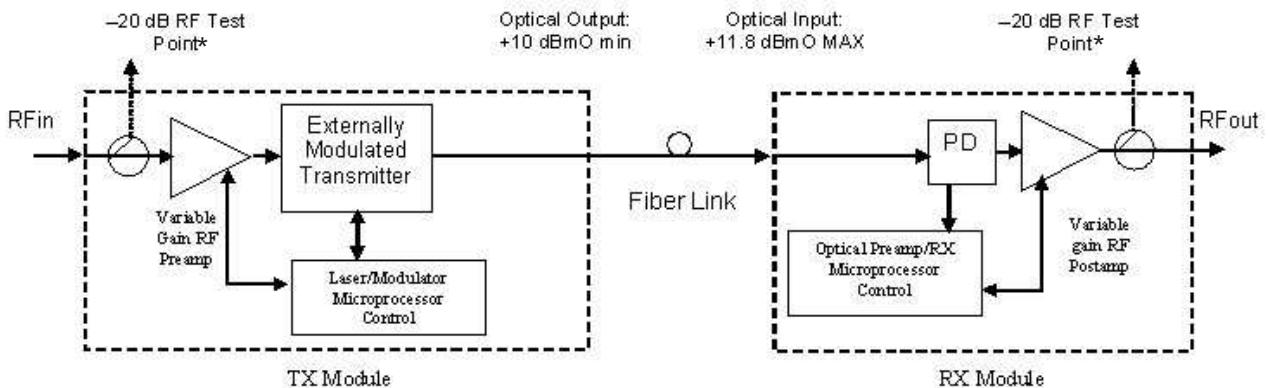 –20 dB RF Test
Point*
Optical Output:
+10 dBmO min
Optical Input:
+11.8 dBmO MAX
–20 dB RF Test
Point*
RFin
Externally
Modulated
Transmitter
PD
RFout
Fiber Link
Variable
Gain RF
Preamp
Laser/Modulator
Microprocessor
Control
Optical Preamp/RX
Microprocessor
Control
Variable
gain RF
Postamp
TX Module
RX Module